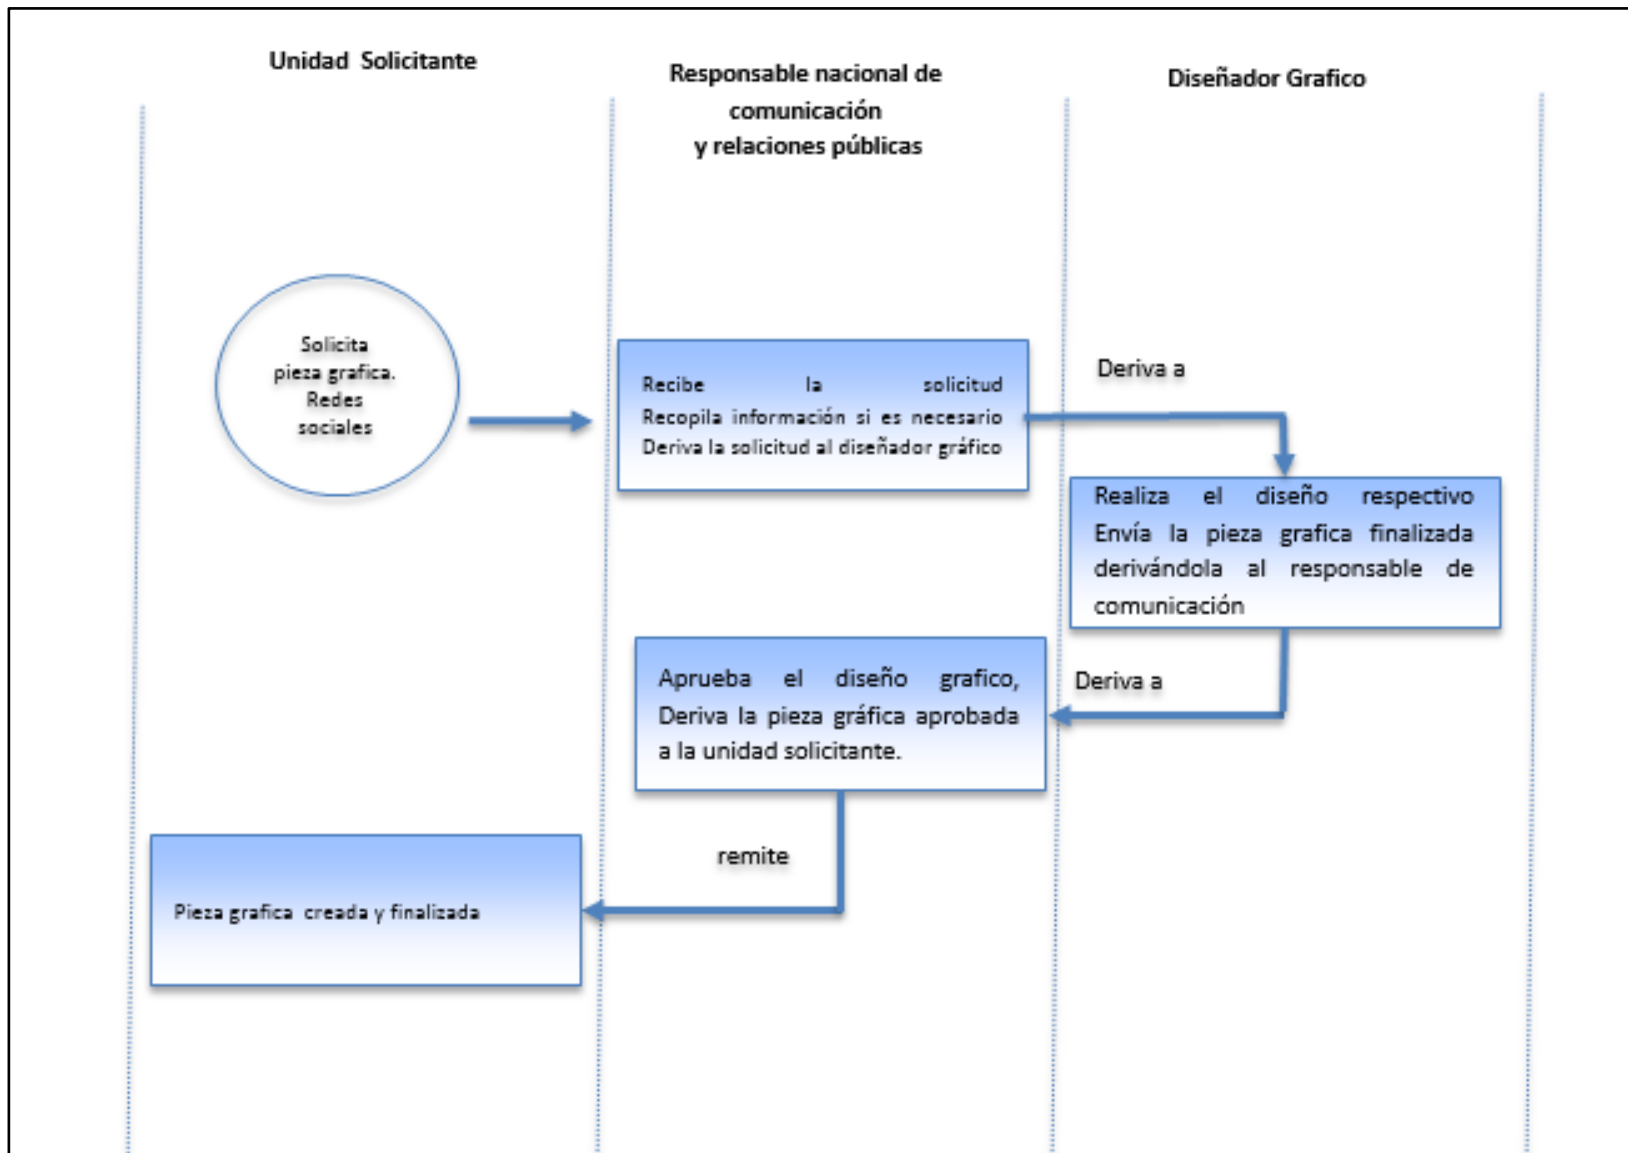 Unidad Solicitante
Responsable nacional de
comunicación
y relaciones públicas
Diseñador Grafico
Solicita
pieza grafica.
Redes
sociales
Recibe la solicitud
Recopila información si es necesario
Deriva la solicitud al diseñador gráfico
Deriva a
Realiza el diseño respectivo
Envía la pieza grafica finalizada
derivándola al responsable de
comunicación
Deriva a
Aprueba el diseño grafico,
Deriva la pieza gráfica aprobada
a la unidad solicitante.
remite
Pieza grafica creada y finalizada